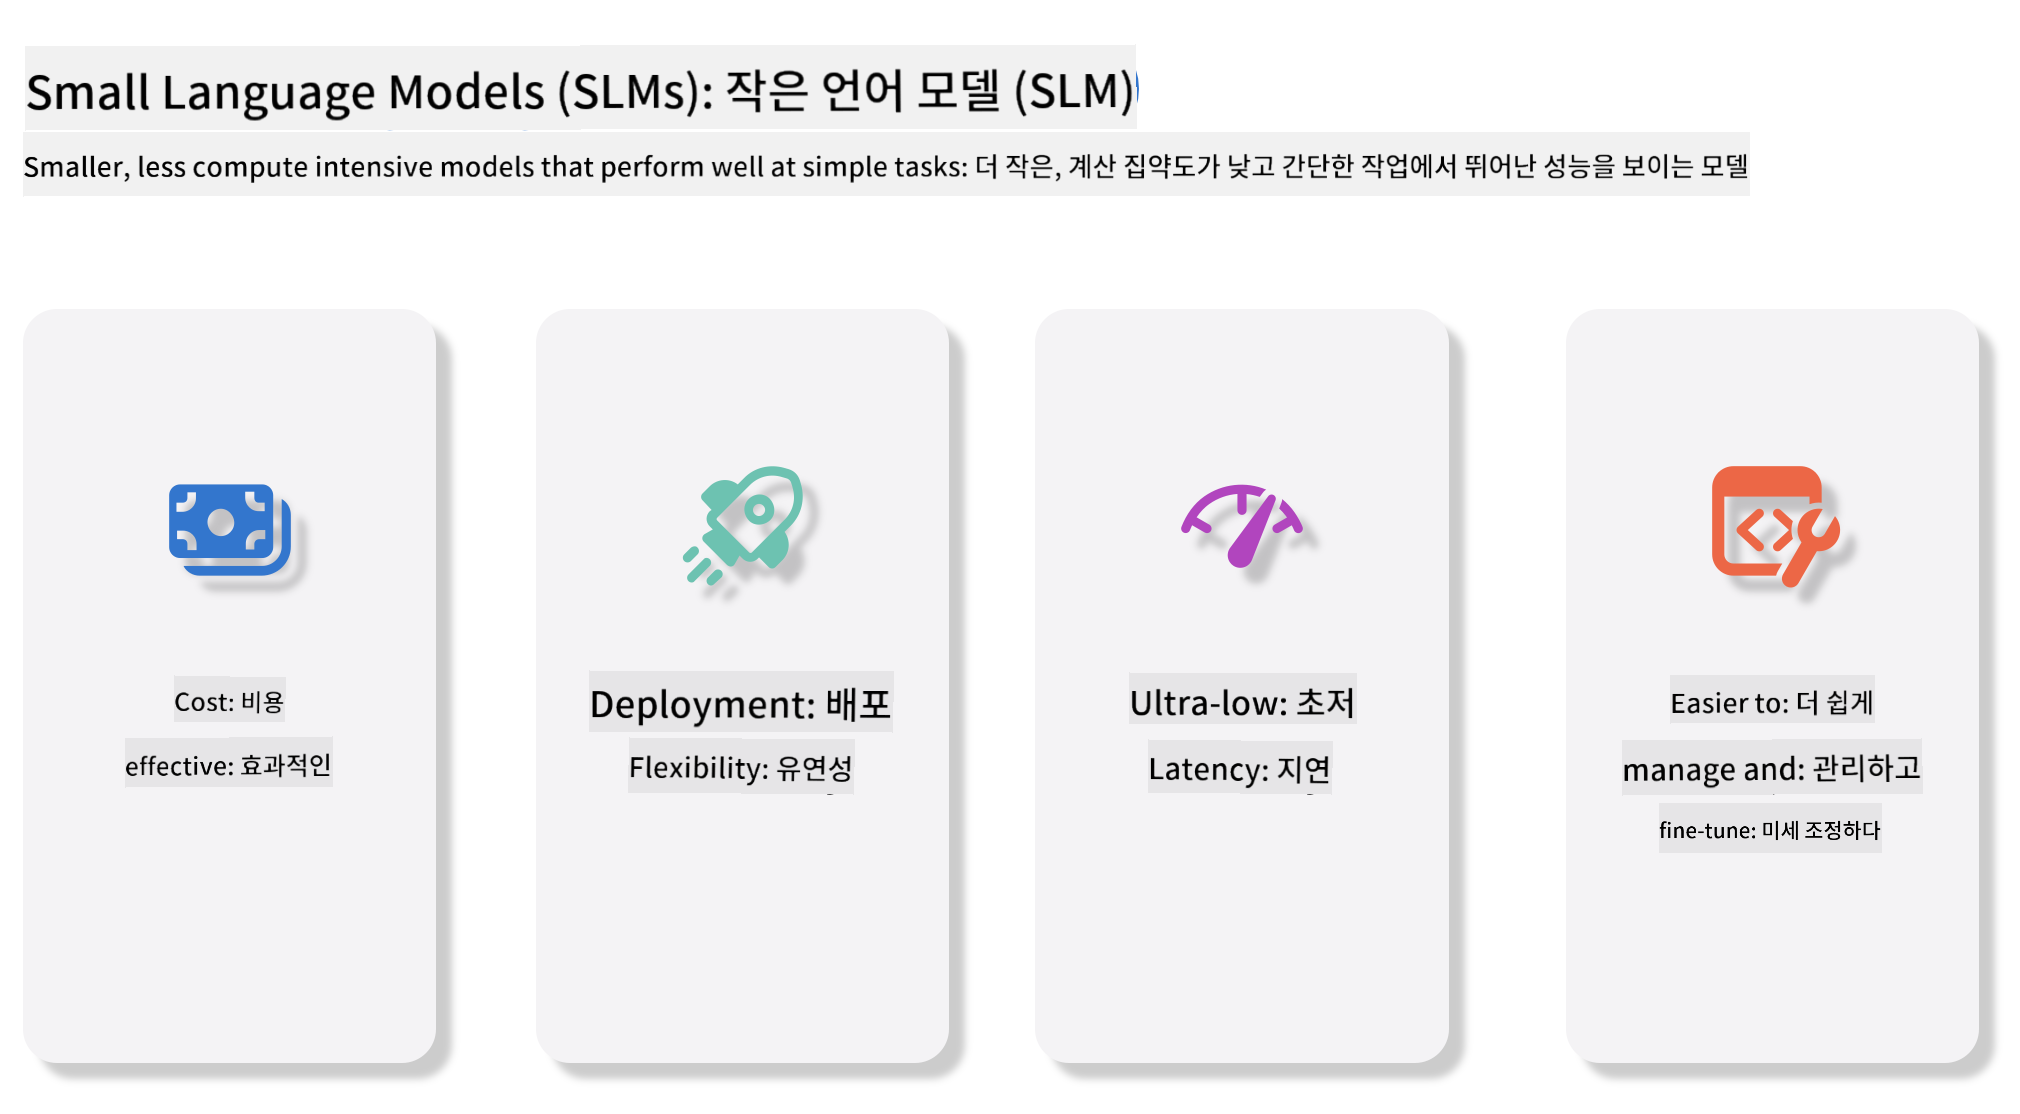 Small Language Models (SLMs): 작은 언어 모델 (SLM)
Smaller, less compute intensive models that perform well at simple tasks: 더 작은, 계산 집약도가 낮고 간단한 작업에서 뛰어난 성능을 보이는 모델
Cost: 비용
effective: 효과적인
Deployment: 배포
Flexibility: 유연성
Ultra-low: 초저
Latency: 지연
Easier to: 더 쉽게
manage and: 관리하고
fine-tune: 미세 조정하다